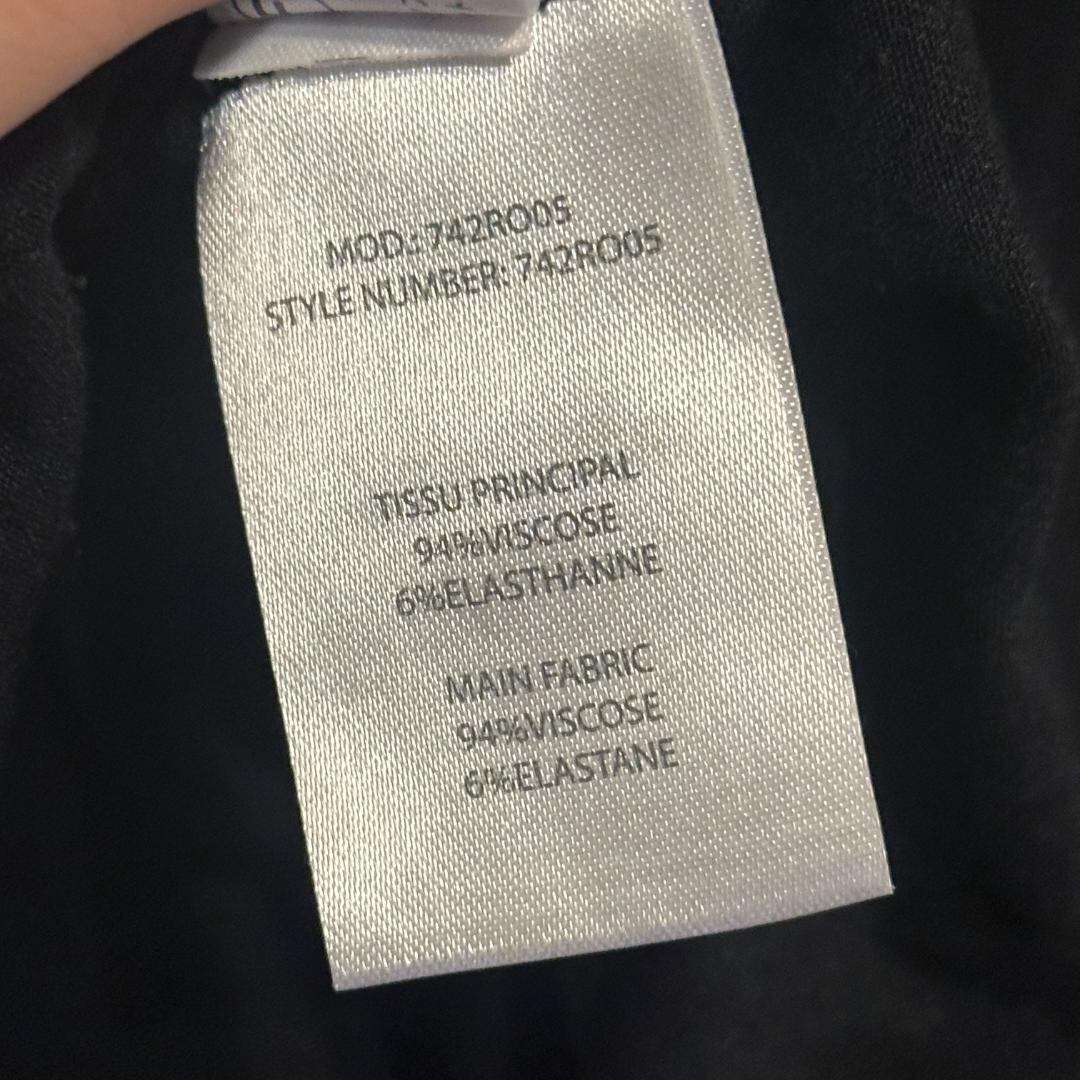 MOD.: 742RO05
STYLE NUMBER: 742RO05
TISSU PRINCIPAL
94%VISCOSE
6%ELASTHANNE
MAIN FABRIC
94%VISCOSE
6%ELASTANE